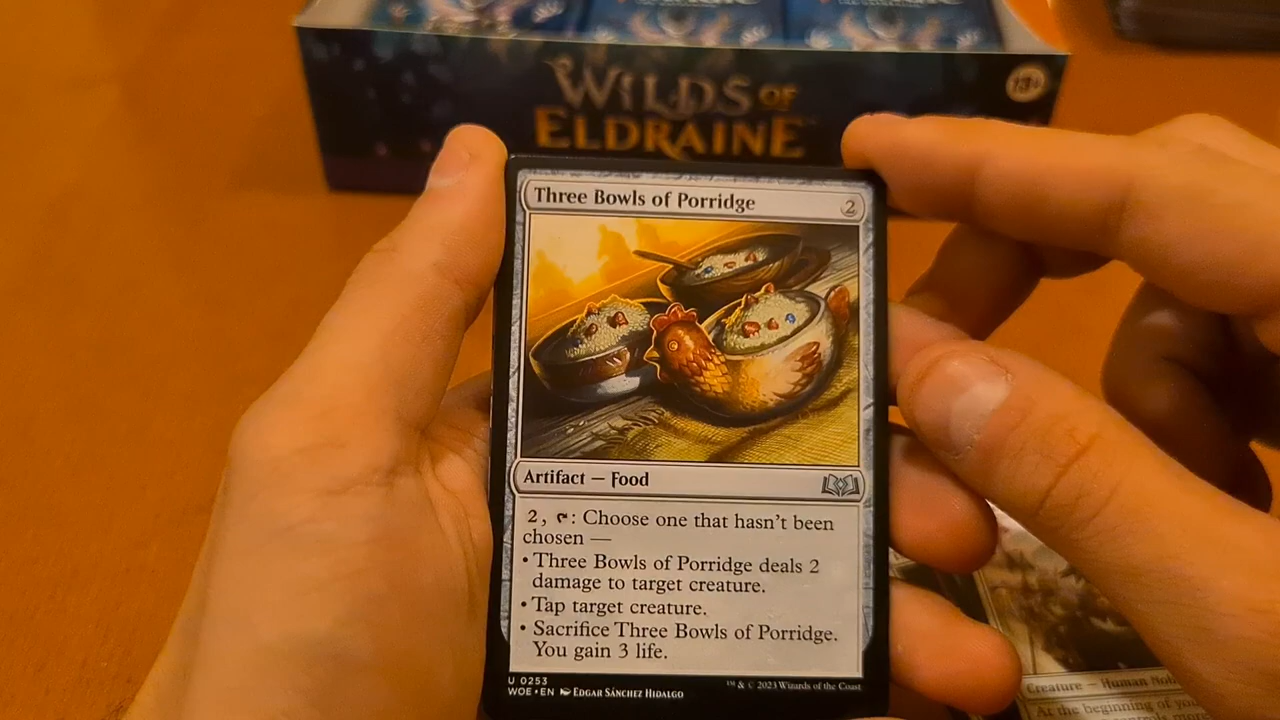 WILDS OF
ELDRAINE
13+
Three Bowls of Porridge 2
Artifact — Food
2, : Choose one that hasn't been
chosen —
• Three Bowls of Porridge deals 2
damage to target creature.
• Tap target creature.
• Sacrifice Three Bowls of Porridge.
You gain 3 life.
U 0253
WOE • EN EDGAR SÁNCHEZ HIDALGO
™ & © 2023 Wizards of the Coast
Creature — Human
At the beginning of